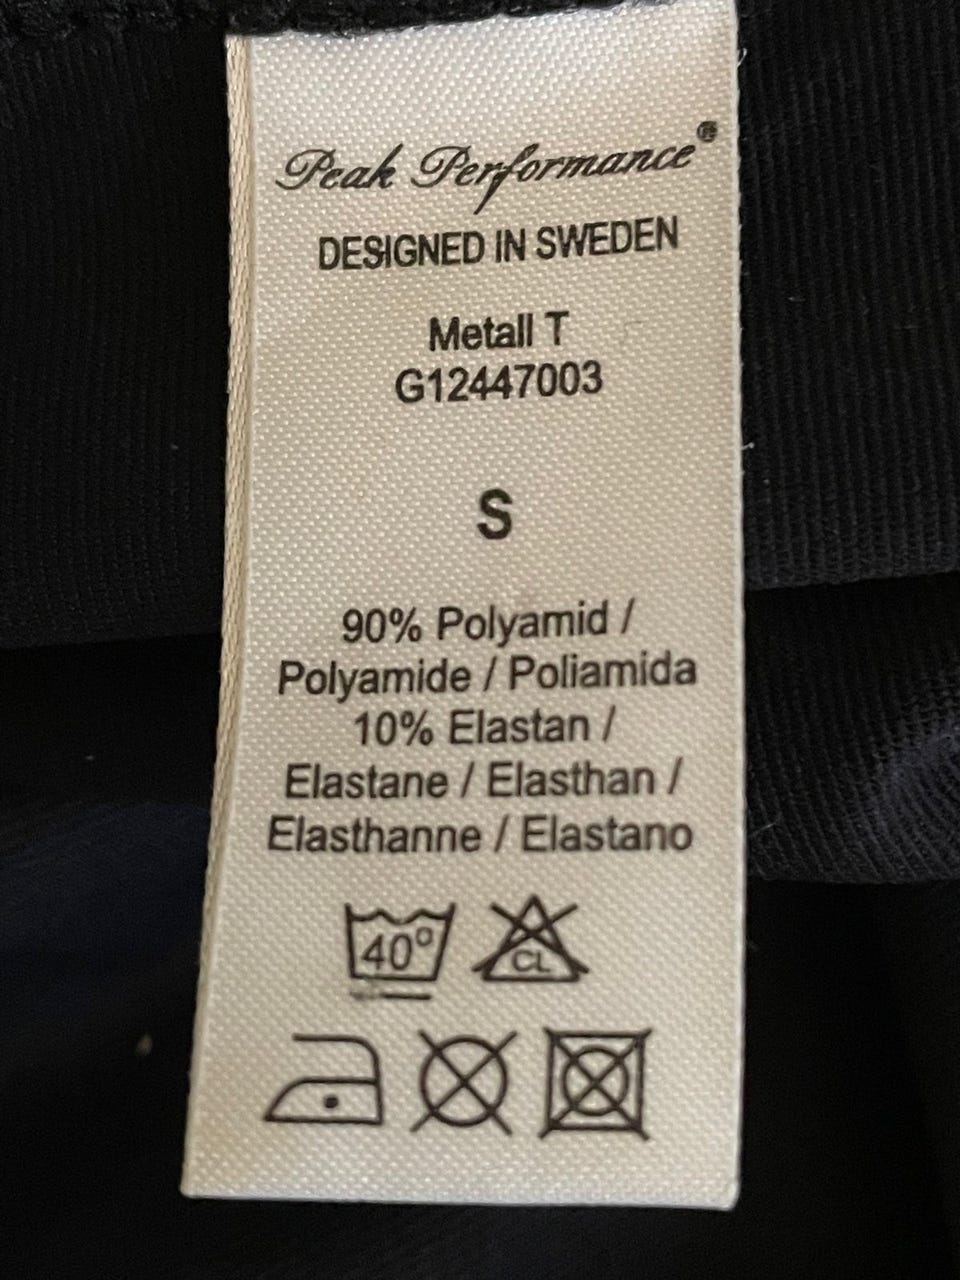 Peak Performance®
DESIGNED IN SWEDEN
Metall T
G12447003
S
90% Polyamid /
Polyamide / Poliamida
10% Elastan /
Elastane / Elasthan /
Elasthanne / Elastano
40°
CL